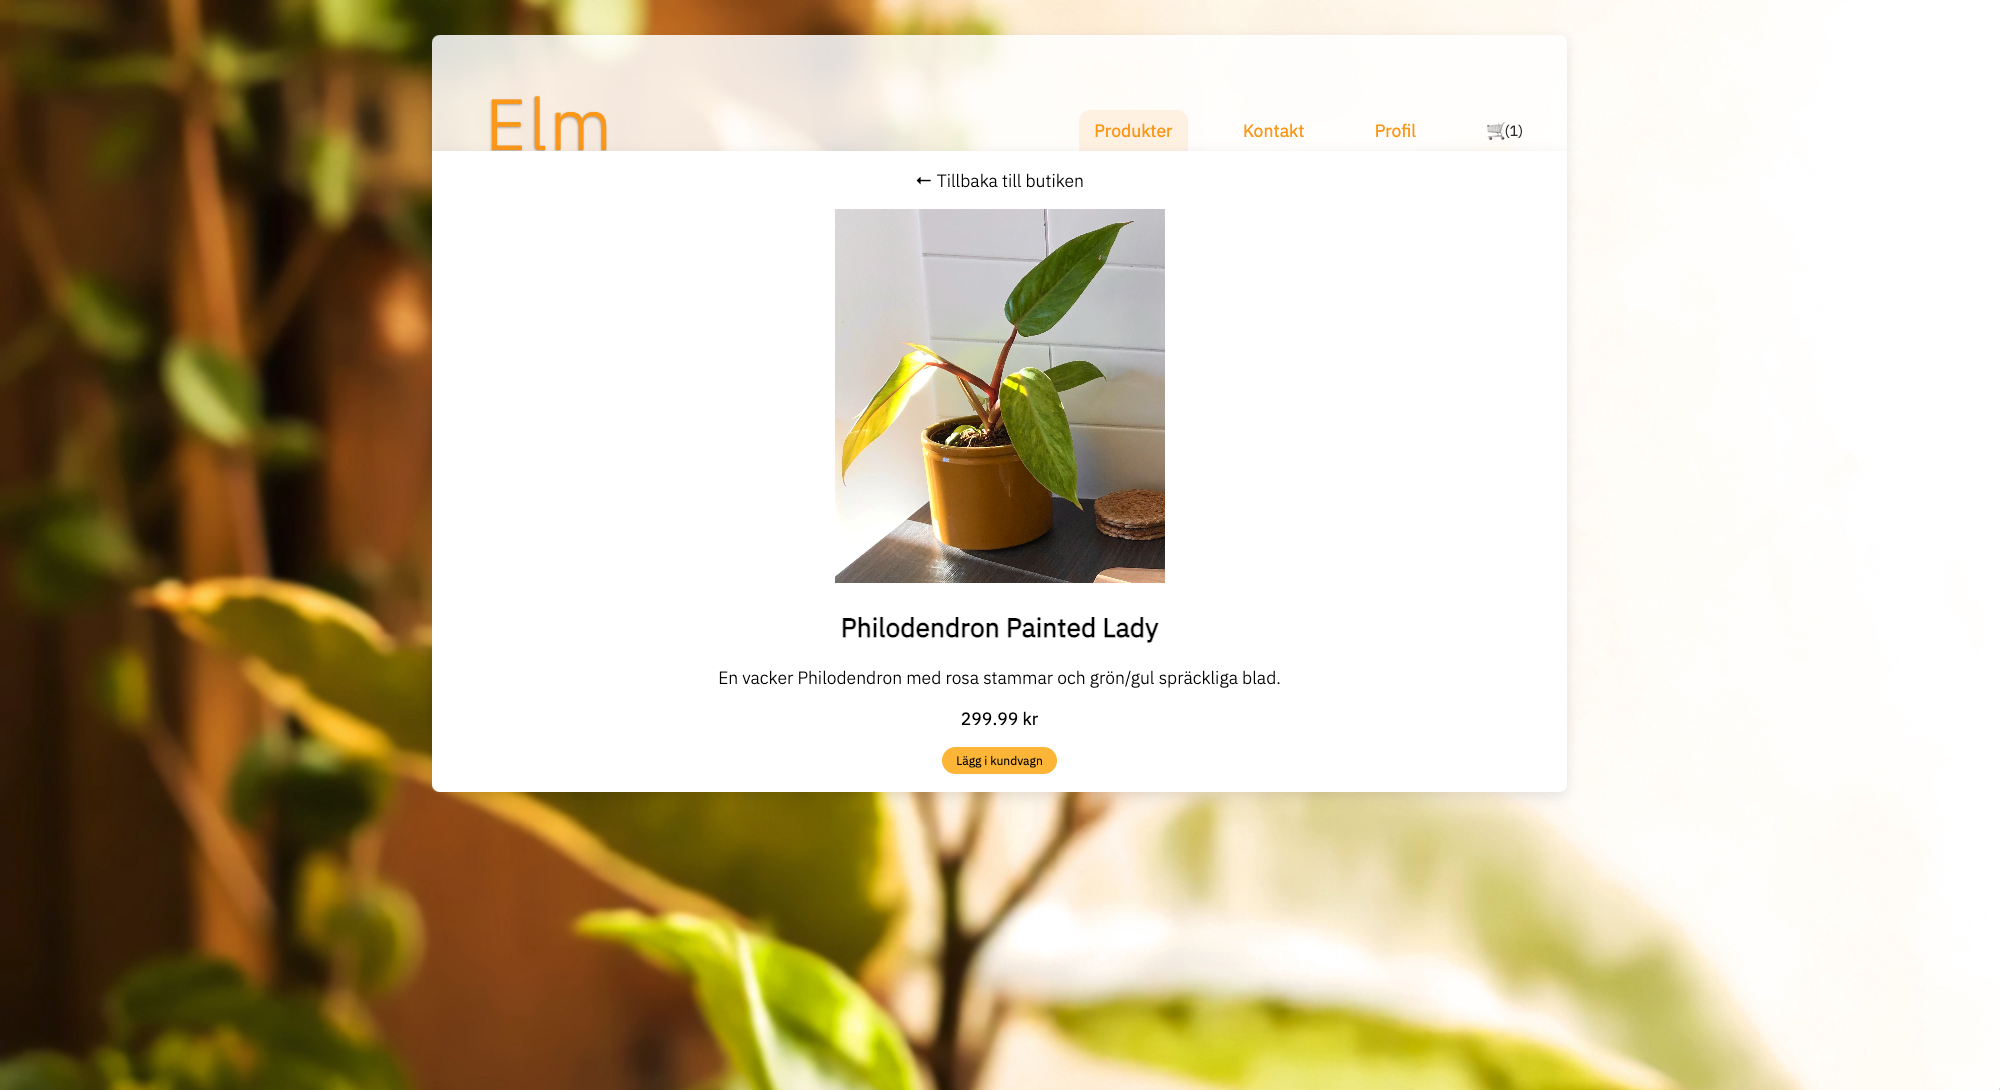 Elm
Produkter Kontakt Profil (1)
← Tillbaka till butiken
Philodendron Painted Lady
En vacker Philodendron med rosa stammar och grön/gul spräckliga blad.
299.99 kr
Lägg i kundvagn